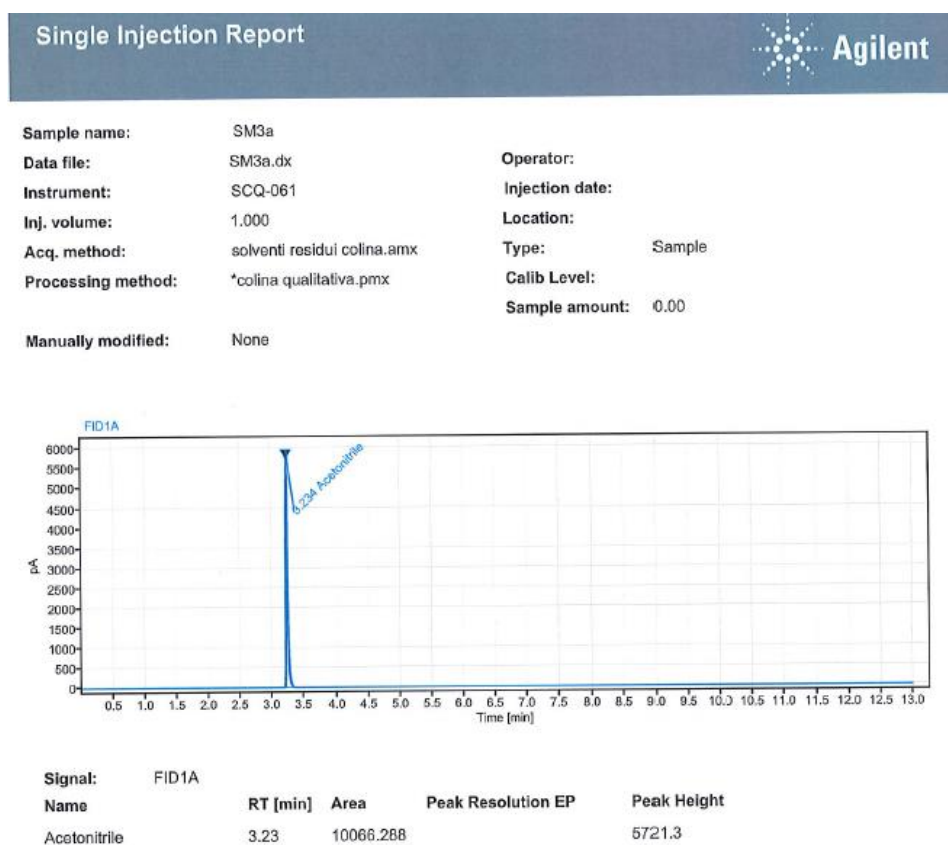 Single Injection Report
Agilent
Sample name: SM3a
Data file: SM3a.dx Operator:
Instrument: SCQ-061 Injection date:
Inj. volume: 1.000 Location:
Acq. method: solventi residui colina.amx Type: Sample
Processing method: *colina qualitativa.pmx Calib Level:
Sample amount: 0.00
Manually modified: None
FID1A
6000
5500
5000
4500
4000
3500
3000
2500
2000
1500
1000
500
0
pA
3.234 Acetonitrile
0.5 1.0 1.5 2.0 2.5 3.0 3.5 4.0 4.5 5.0 5.5 6.0 6.5 7.0 7.5 8.0 8.5 9.0 9.5 10.0 10.5 11.0 11.5 12.0 12.5 13.0
Time [min]
Signal: FID1A
Name RT [min] Area Peak Resolution EP Peak Height
Acetonitrile 3.23 10066.288 5721.3